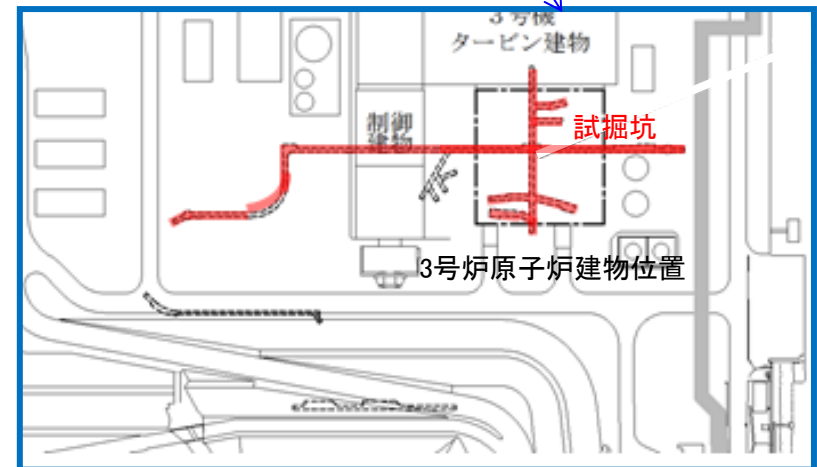 3号機
タービン建物
制御
建物
試掘坑
3号炉原子炉建物位置